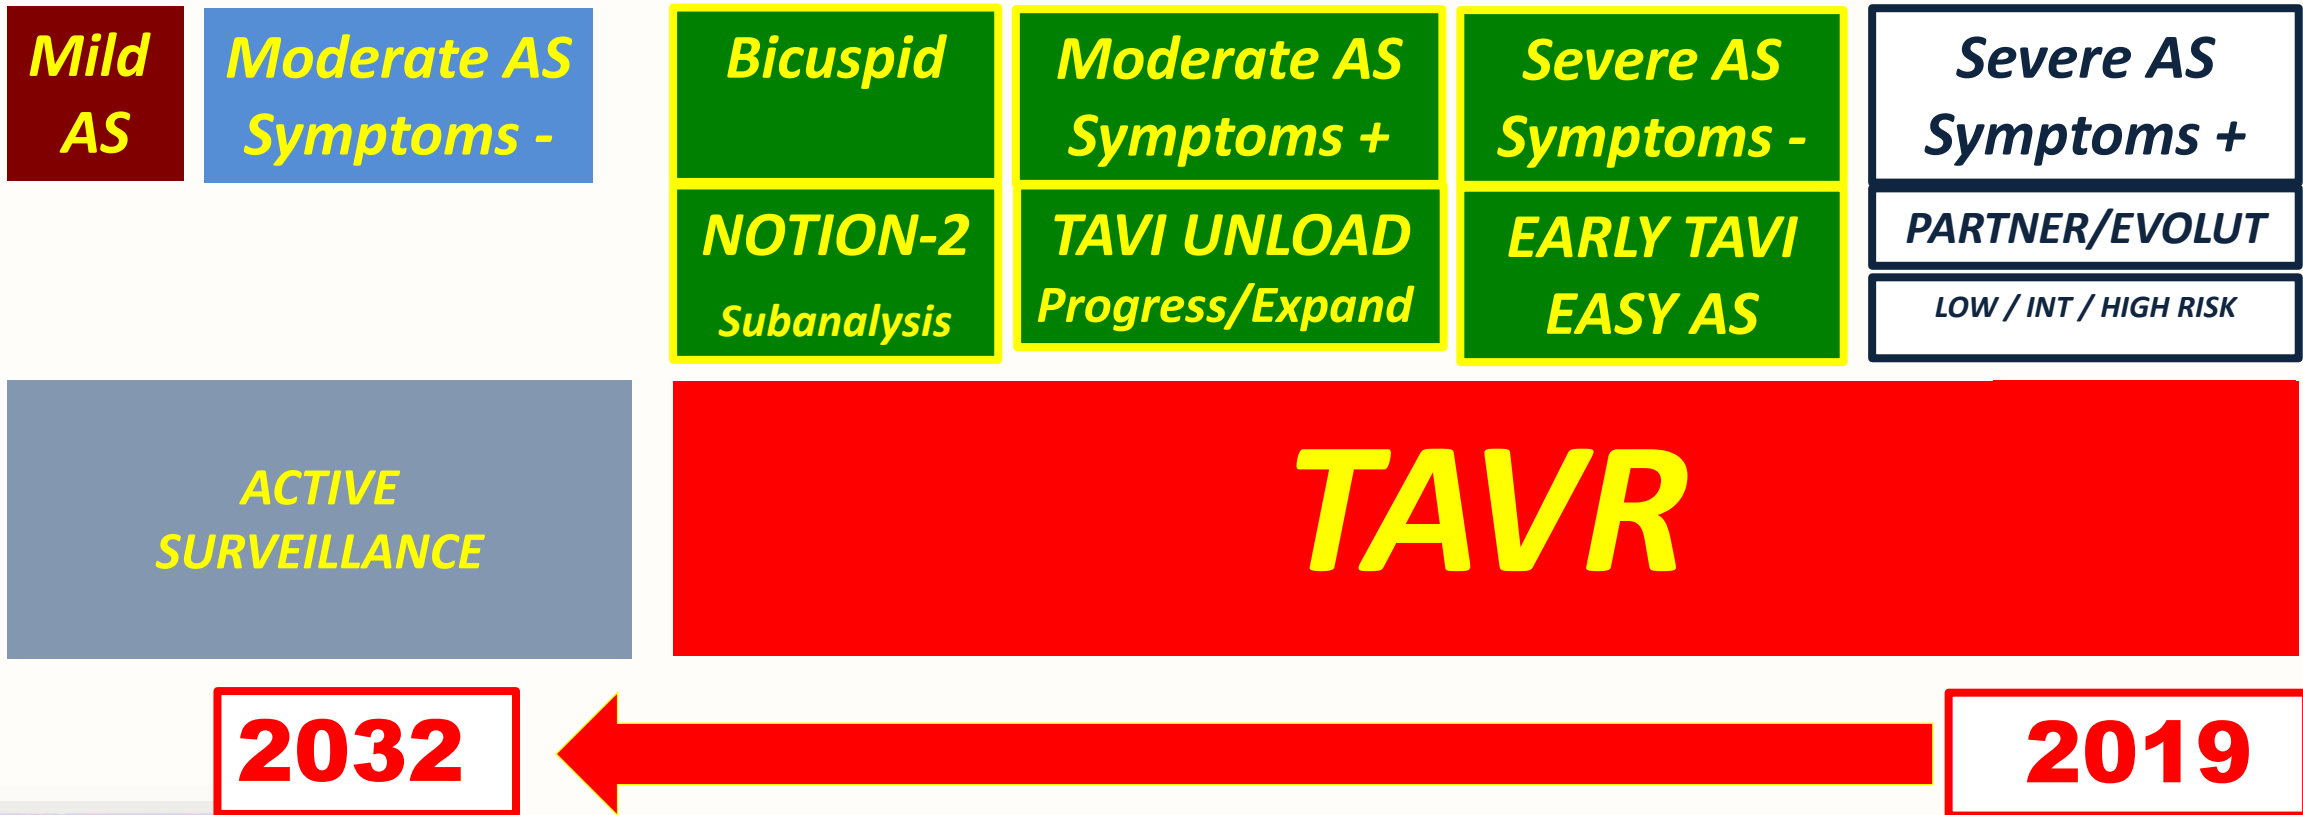 Mild
AS
Moderate AS
Symptoms -
Bicuspid
NOTION-2
Subanalysis
Moderate AS
Symptoms +
TAVI UNLOAD
Progress/Expand
Severe AS
Symptoms -
EARLY TAVI
EASY AS
Severe AS
Symptoms +
PARTNER/EVOLUT
LOW / INT / HIGH RISK
ACTIVE
SURVEILLANCE
TAVR
2032
2019